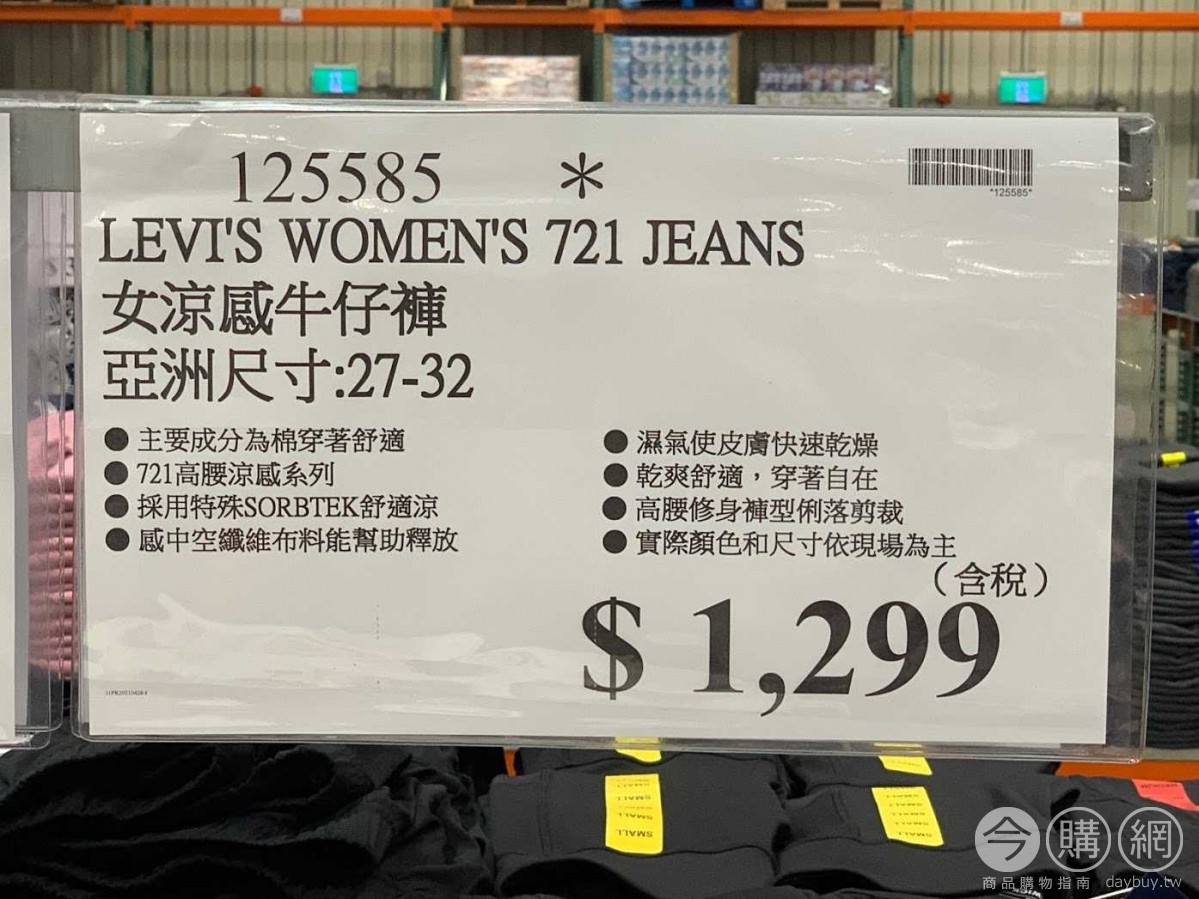 125585 *
*125585*
LEVI'S WOMEN'S 721 JEANS
女涼感牛仔褲
亞洲尺寸:27-32
● 主要成分為棉穿著舒適
● 721高腰涼感系列
● 採用特殊SORBTEK舒適涼
● 感中空纖維布料能幫助釋放
● 濕氣使皮膚快速乾燥
● 乾爽舒適，穿著自在
● 高腰修身褲型俐落剪裁
● 實際顏色和尺寸依現場為主
（含稅）
$ 1,299
SMALL
SMALL
SMALL
SMALL
今購網
商品購物指南 daybuy.tw